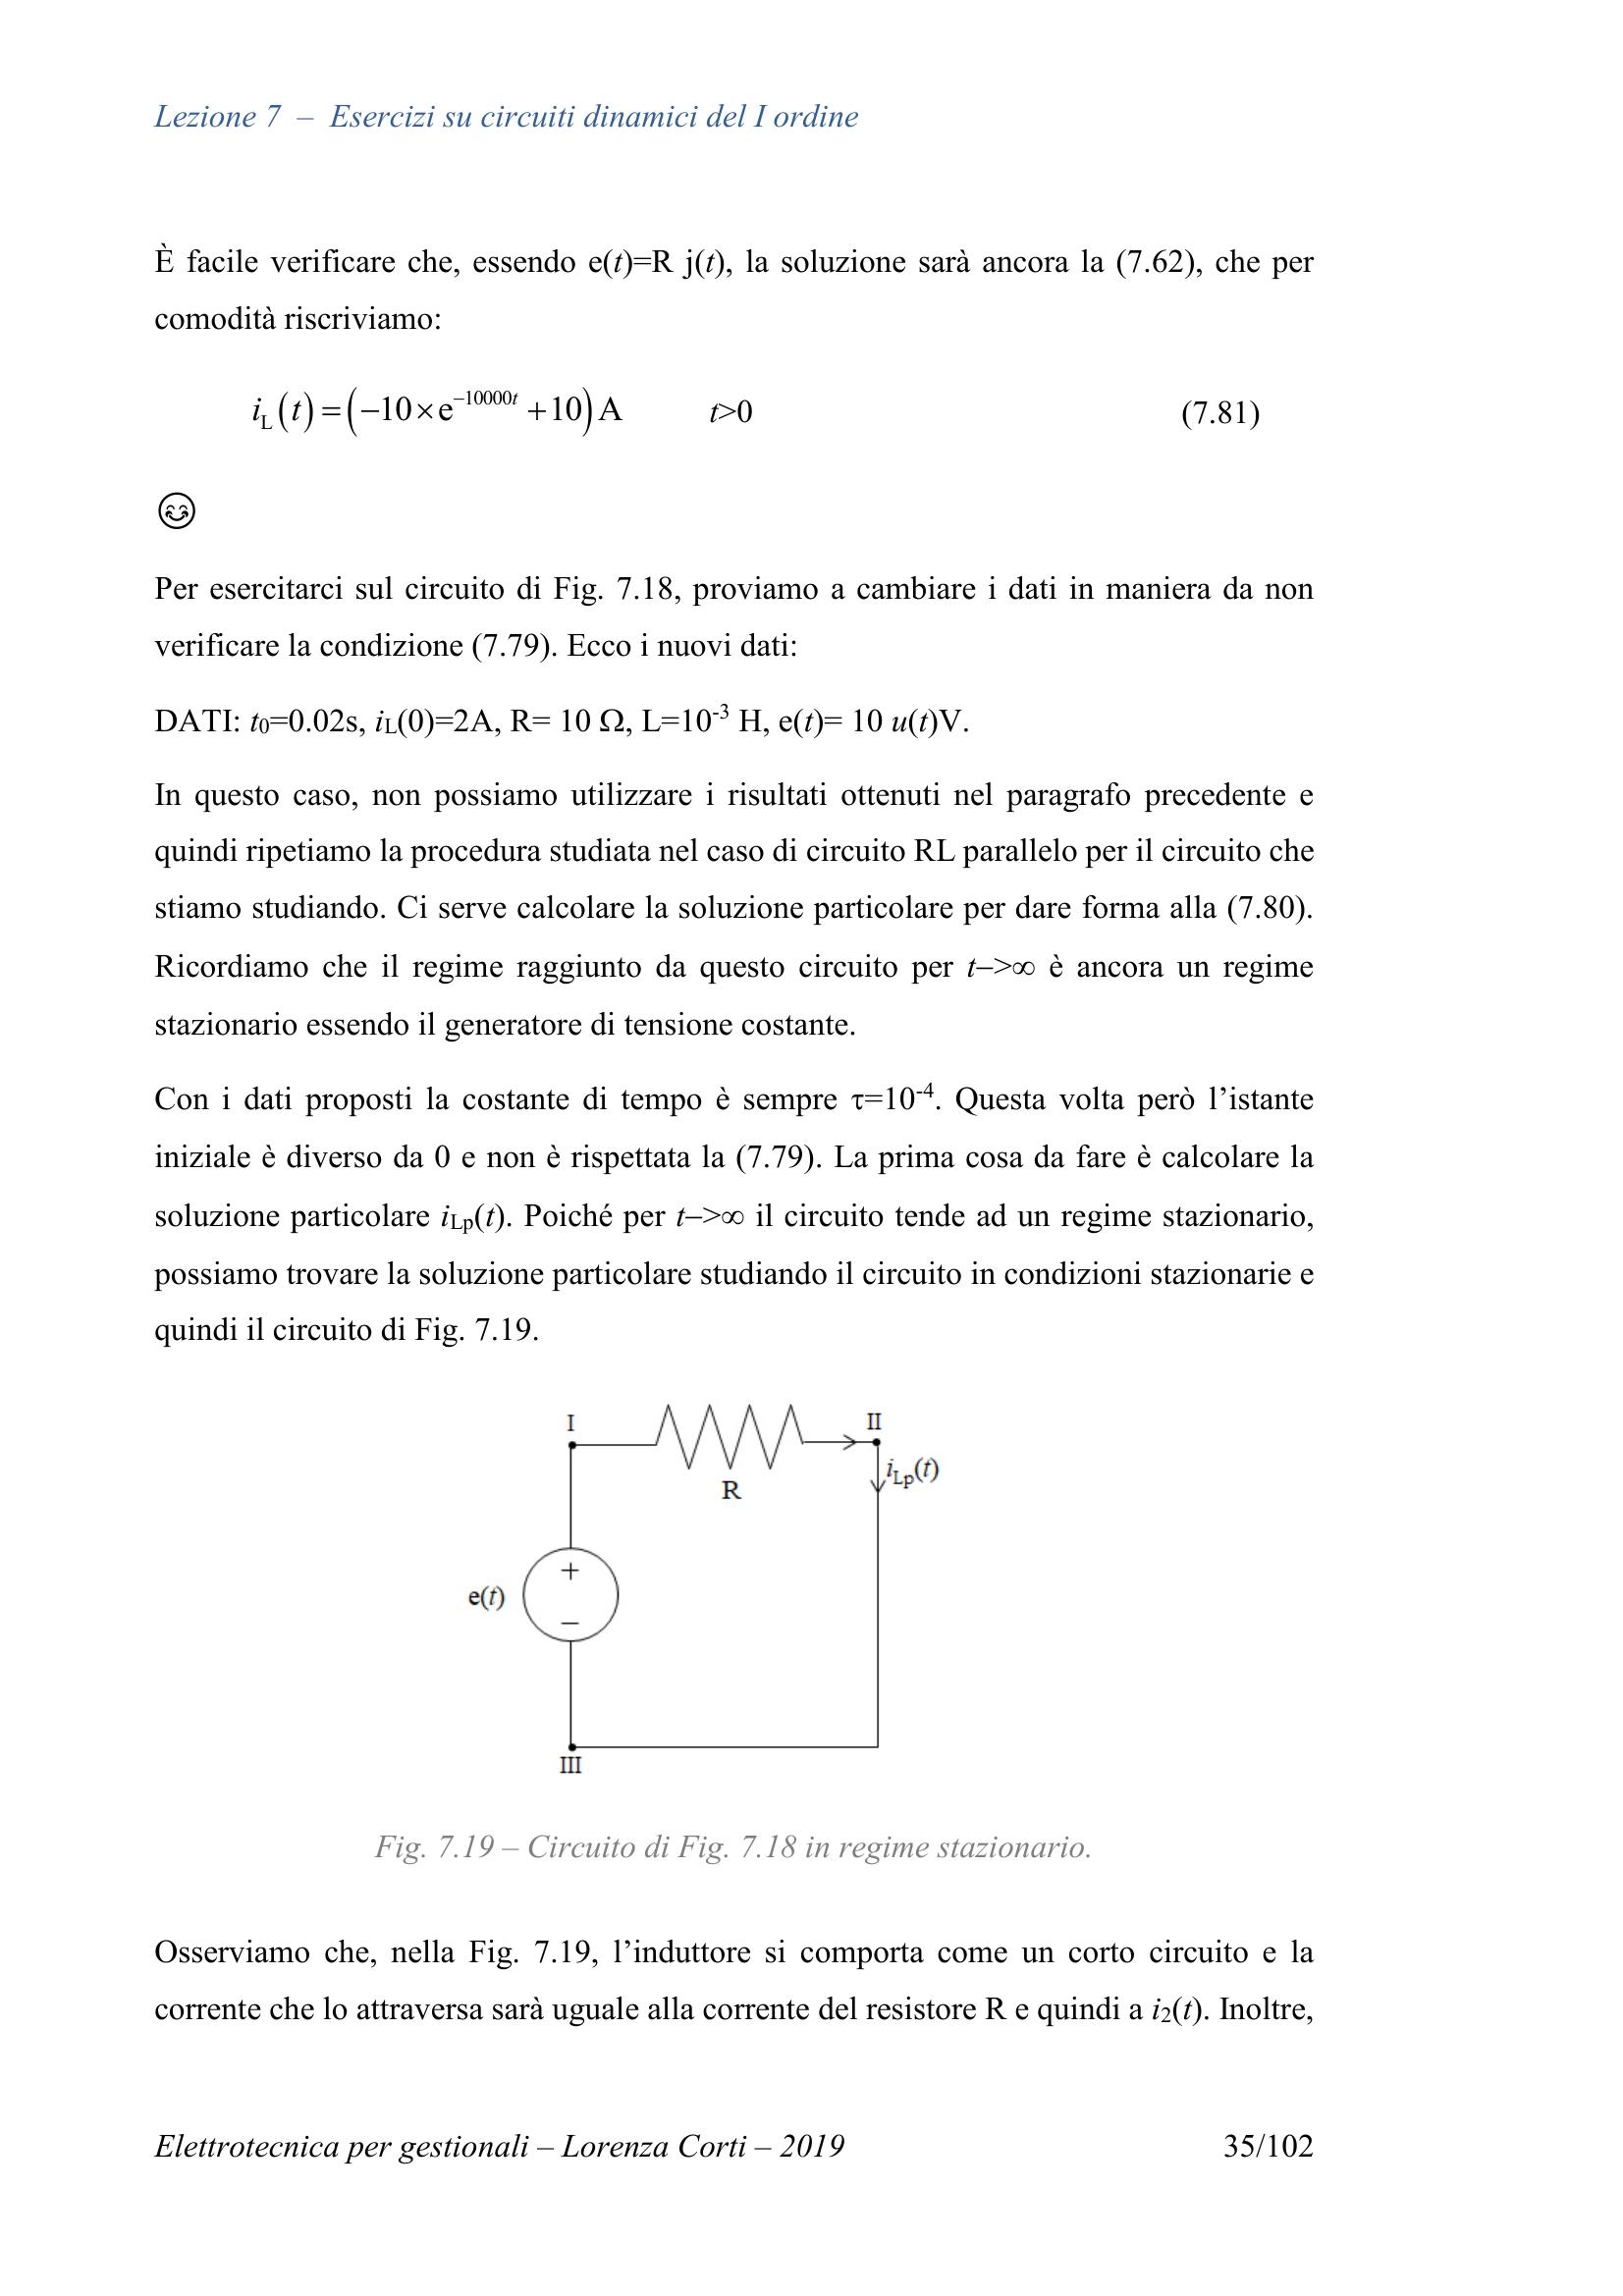 Lezione 7 – Esercizi su circuiti dinamici del I ordine
È facile verificare che, essendo e(t)=R j(t), la soluzione sarà ancora la (7.62), che per
comodità riscriviamo:
i_L(t)=(−10×e^{−10000t}+10)A t>0 (7.81)
Per esercitarci sul circuito di Fig. 7.18, proviamo a cambiare i dati in maniera da non
verificare la condizione (7.79). Ecco i nuovi dati:
DATI: t₀=0.02s, i_L(0)=2A, R= 10 Ω, L=10⁻³ H, e(t)= 10 u(t)V.
In questo caso, non possiamo utilizzare i risultati ottenuti nel paragrafo precedente e
quindi ripetiamo la procedura studiata nel caso di circuito RL parallelo per il circuito che
stiamo studiando. Ci serve calcolare la soluzione particolare per dare forma alla (7.80).
Ricordiamo che il regime raggiunto da questo circuito per t–>∞ è ancora un regime
stazionario essendo il generatore di tensione costante.
Con i dati proposti la costante di tempo è sempre τ=10⁻⁴. Questa volta però l’istante
iniziale è diverso da 0 e non è rispettata la (7.79). La prima cosa da fare è calcolare la
soluzione particolare i_Lp(t). Poiché per t–>∞ il circuito tende ad un regime stazionario,
possiamo trovare la soluzione particolare studiando il circuito in condizioni stazionarie e
quindi il circuito di Fig. 7.19.
I
II
i_Lp(t)
R
+
e(t)
–
III
Fig. 7.19 – Circuito di Fig. 7.18 in regime stazionario.
Osserviamo che, nella Fig. 7.19, l’induttore si comporta come un corto circuito e la
corrente che lo attraversa sarà uguale alla corrente del resistore R e quindi a i₂(t). Inoltre,
Elettrotecnica per gestionali – Lorenza Corti – 2019 35/102